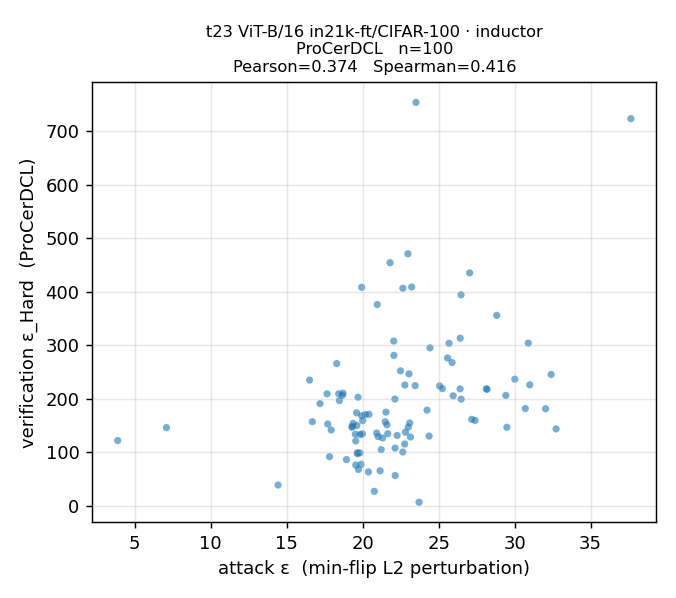 t23 ViT-B/16 in21k-ft/CIFAR-100 · inductor
ProCerDCL   n=100
Pearson=0.374   Spearman=0.416
verification ε_Hard  (ProCerDCL)
700
600
500
400
300
200
100
0
5 10 15 20 25 30 35
attack ε  (min-flip L2 perturbation)